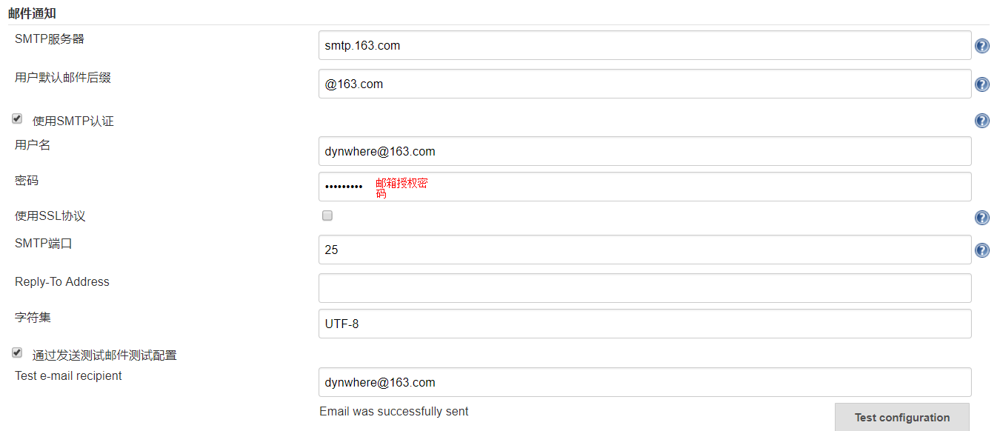 邮件通知
SMTP服务器
smtp.163.com
用户默认邮件后缀
@163.com
使用SMTP认证
用户名
dynwhere@163.com
密码
•••••••••
邮箱授权密
码
使用SSL协议
SMTP端口
25
Reply-To Address
字符集
UTF-8
通过发送测试邮件测试配置
Test e-mail recipient
dynwhere@163.com
Email was successfully sent
Test configuration